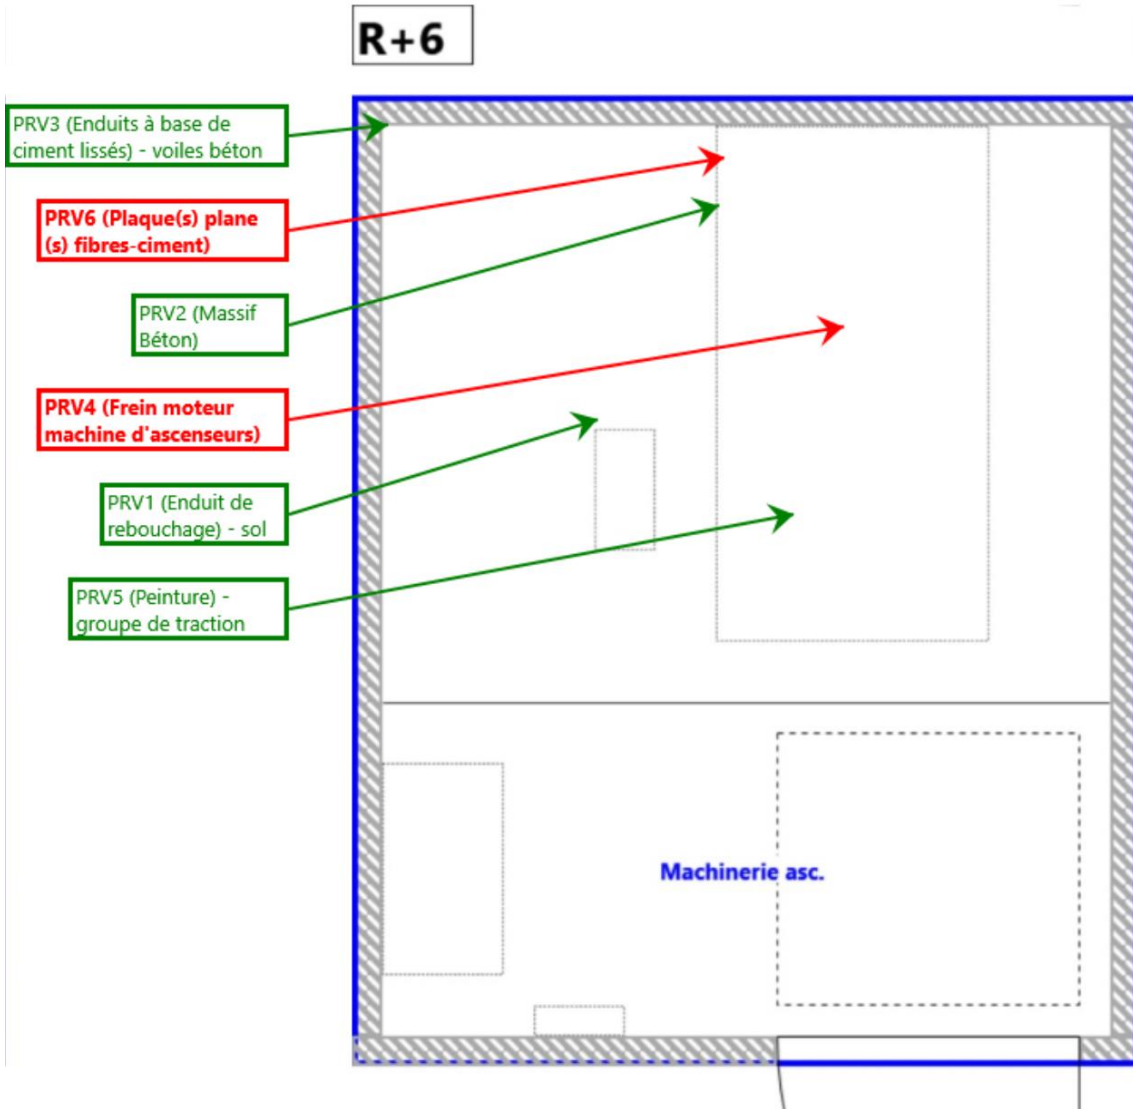 R+6
PRV3 (Enduits à base de
ciment lissés) - voiles béton
PRV6 (Plaque(s) plane
(s) fibres-ciment)
PRV2 (Massif
Béton)
PRV4 (Frein moteur
machine d'ascenseurs)
PRV1 (Enduit de
rebouchage) - sol
PRV5 (Peinture) -
groupe de traction
Machinerie asc.